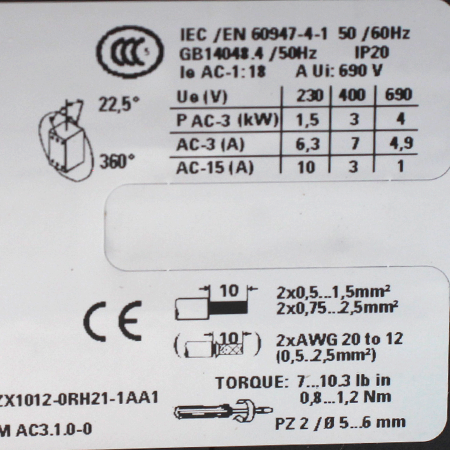 IEC /EN 60947-4-1 50 /60Hz
GB14048.4 /50Hz IP20
Ie AC-1: 18 A Ui: 690 V
22,5°
360°
Ue (V) 230 400 690
P AC-3 (kW) 1,5 3 4
AC-3 (A) 6,3 7 4,9
AC-15 (A) 10 3 1
10 2x0,5...1,5mm²
2x0,75...2,5mm²
CE
(10) 2xAWG 20 to 12
(0,5..2,5mm²)
TORQUE: 7...10.3 lb in
0,8...1,2 Nm
ZX1012-0RH21-1AA1
M AC3.1.0-0
PZ 2 /Ø 5...6 mm